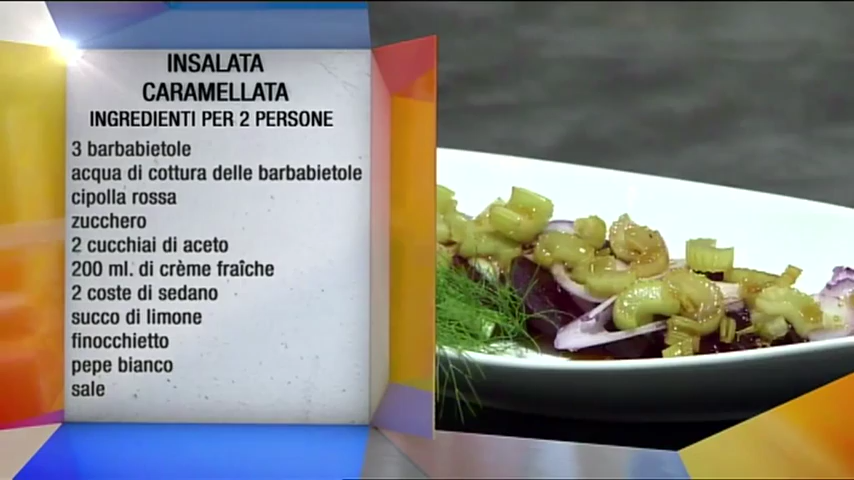 INSALATA
CARAMELLATA
INGREDIENTI PER 2 PERSONE
3 barbabietole
acqua di cottura delle barbabietole
cipolla rossa
zucchero
2 cucchiai di aceto
200 ml. di crème fraîche
2 coste di sedano
succo di limone
finocchietto
pepe bianco
sale